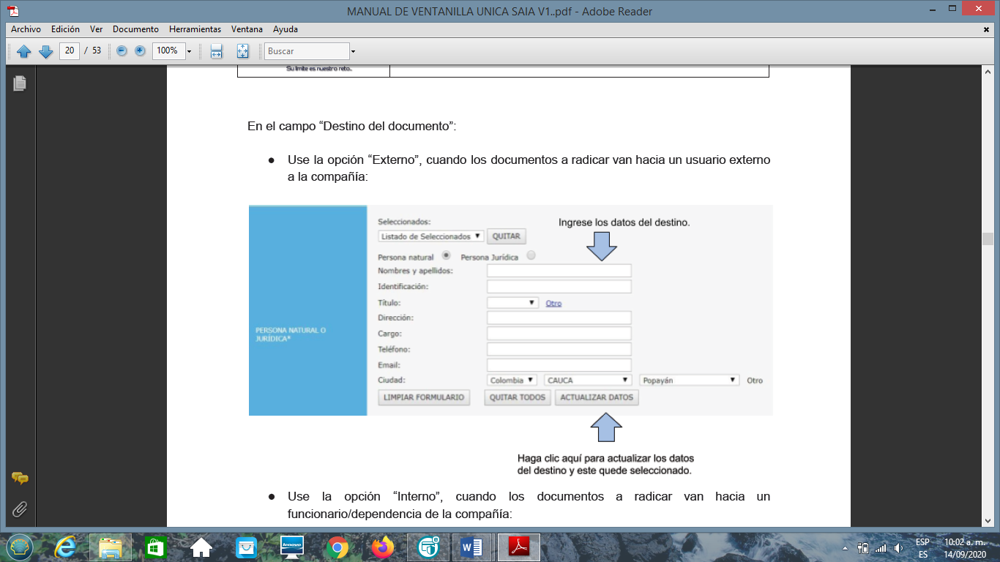 MANUAL DE VENTANILLA UNICA SAIA V1..pdf - Adobe Reader
Archivo Edición Ver Documento Herramientas Ventana Ayuda
20 / 53 100% Buscar
Su limite es nuestro reto..
En el campo “Destino del documento”:
● Use la opción “Externo”, cuando los documentos a radicar van hacia un usuario externo
a la compañía:
Seleccionados:
Ingrese los datos del destino.
Listado de Seleccionados QUITAR
Persona natural Persona Jurídica
Nombres y apellidos:
Identificación:
Título: Otro
Dirección:
PERSONA NATURAL O
JURÍDICA*
Cargo:
Teléfono:
Email:
Ciudad: Colombia CAUCA Popayán Otro
LIMPIAR FORMULARIO QUITAR TODOS ACTUALIZAR DATOS
Haga clic aquí para actualizar los datos
del destino y este quede seleccionado.
● Use la opción “Interno”, cuando los documentos a radicar van hacia un
funcionario/dependencia de la compañía:
lenovo
ESP
ES
10:02 a. m.
14/09/2020